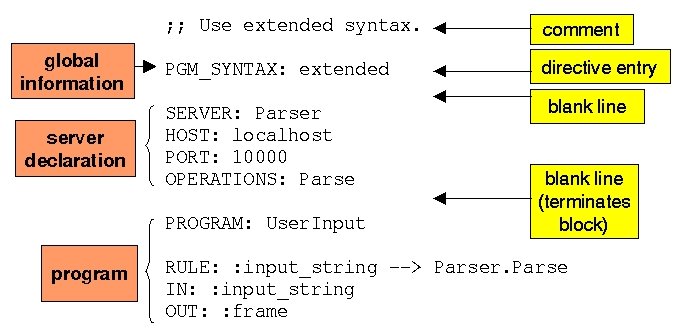 ;; Use extended syntax.
comment
global
information
PGM_SYNTAX: extended
directive entry
blank line
server
declaration
SERVER: Parser
HOST: localhost
PORT: 10000
OPERATIONS: Parse
blank line
(terminates
block)
program
PROGRAM: UserInput
RULE: :input_string --> Parser.Parse
IN: :input_string
OUT: :frame